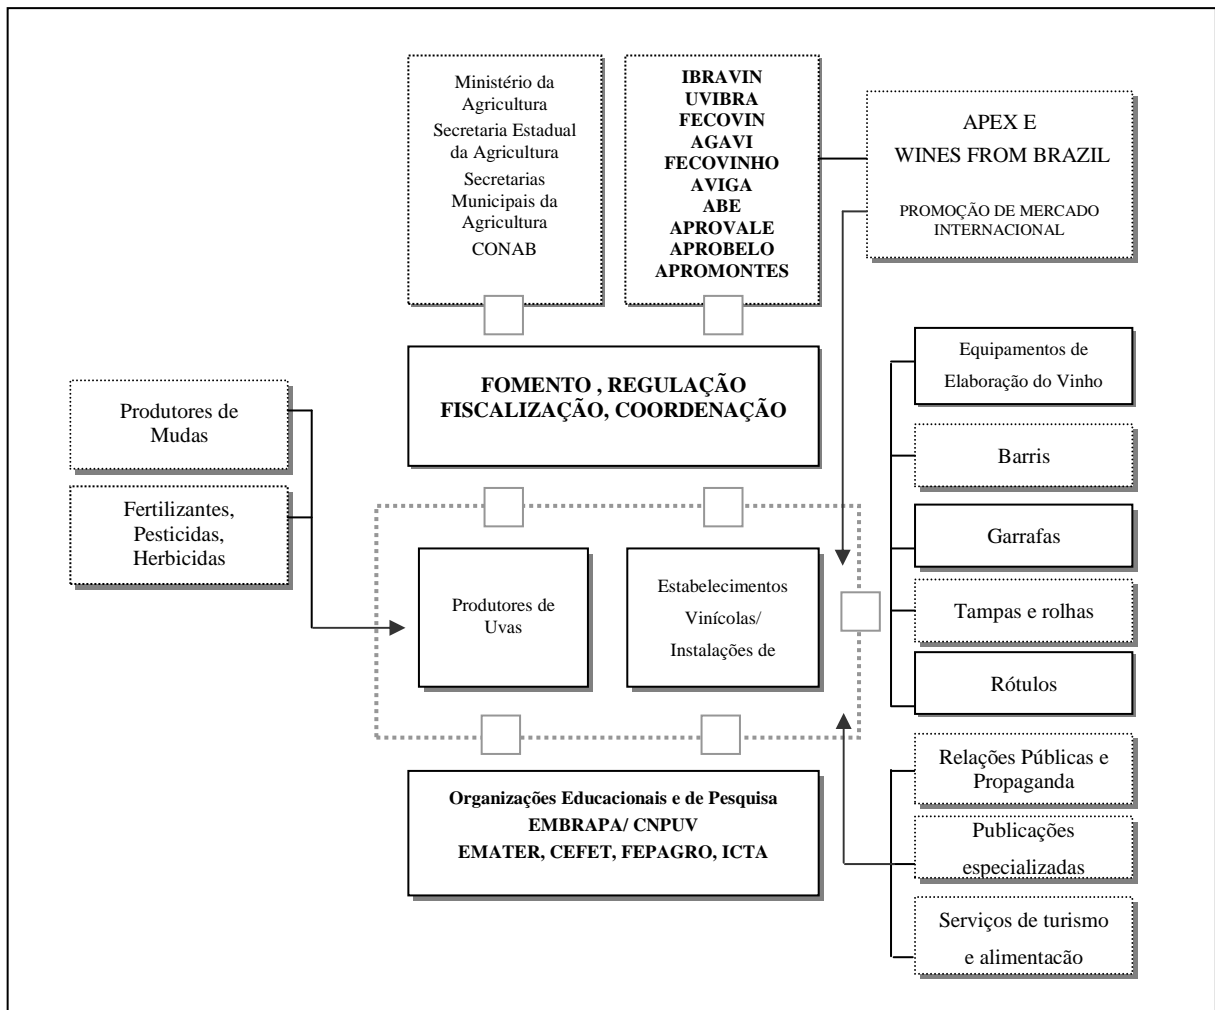 Ministério da
Agricultura
Secretaria Estadual
da Agricultura
Secretarias
Municipais da
Agricultura
CONAB
IBRAVIN
UVIBRA
FECOVIN
AGAVI
FECOVINHO
AVIGA
ABE
APROVALE
APROBELO
APROMONTES
APEX E
WINES FROM BRAZIL
PROMOÇÃO DE MERCADO
INTERNACIONAL
FOMENTO , REGULAÇÃO
FISCALIZAÇÃO, COORDENAÇÃO
Produtores de
Mudas
Fertilizantes,
Pesticidas,
Herbicidas
Produtores de
Uvas
Estabelecimentos
Vinícolas/
Instalações de
Equipamentos de
Elaboração do Vinho
Barris
Garrafas
Tampas e rolhas
Rótulos
Organizações Educacionais e de Pesquisa
EMBRAPA/ CNPUV
EMATER, CEFET, FEPAGRO, ICTA
Relações Públicas e
Propaganda
Publicações
especializadas
Serviços de turismo
e alimentacão